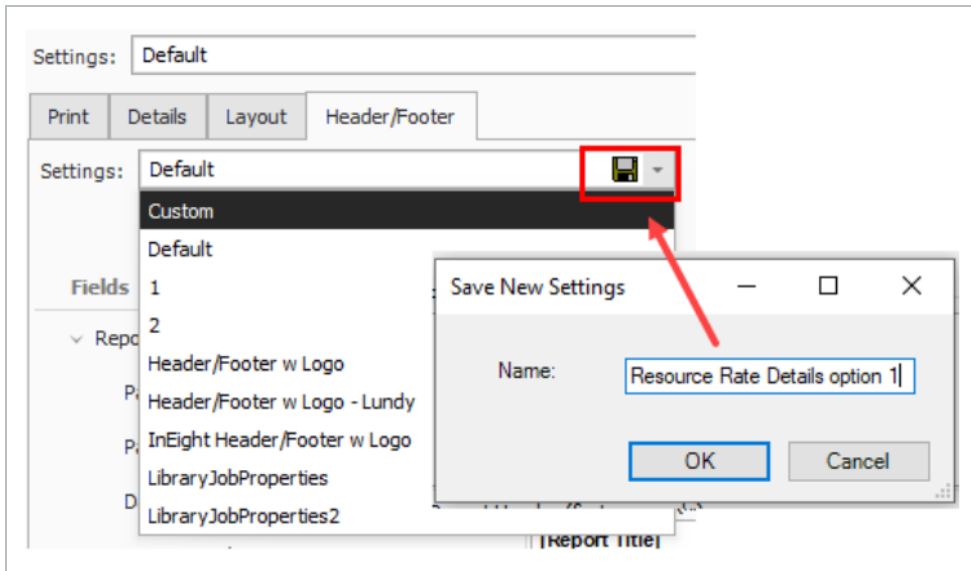 Settings: Default
Print Details Layout Header/Footer
Settings: Default
Custom
Default
Fields 1
2
Header/Footer w Logo
Header/Footer w Logo - Lundy
InEight Header/Footer w Logo
LibraryJobProperties
LibraryJobProperties2
[Report Title]
Save New Settings
Name: Resource Rate Details option 1
OK Cancel